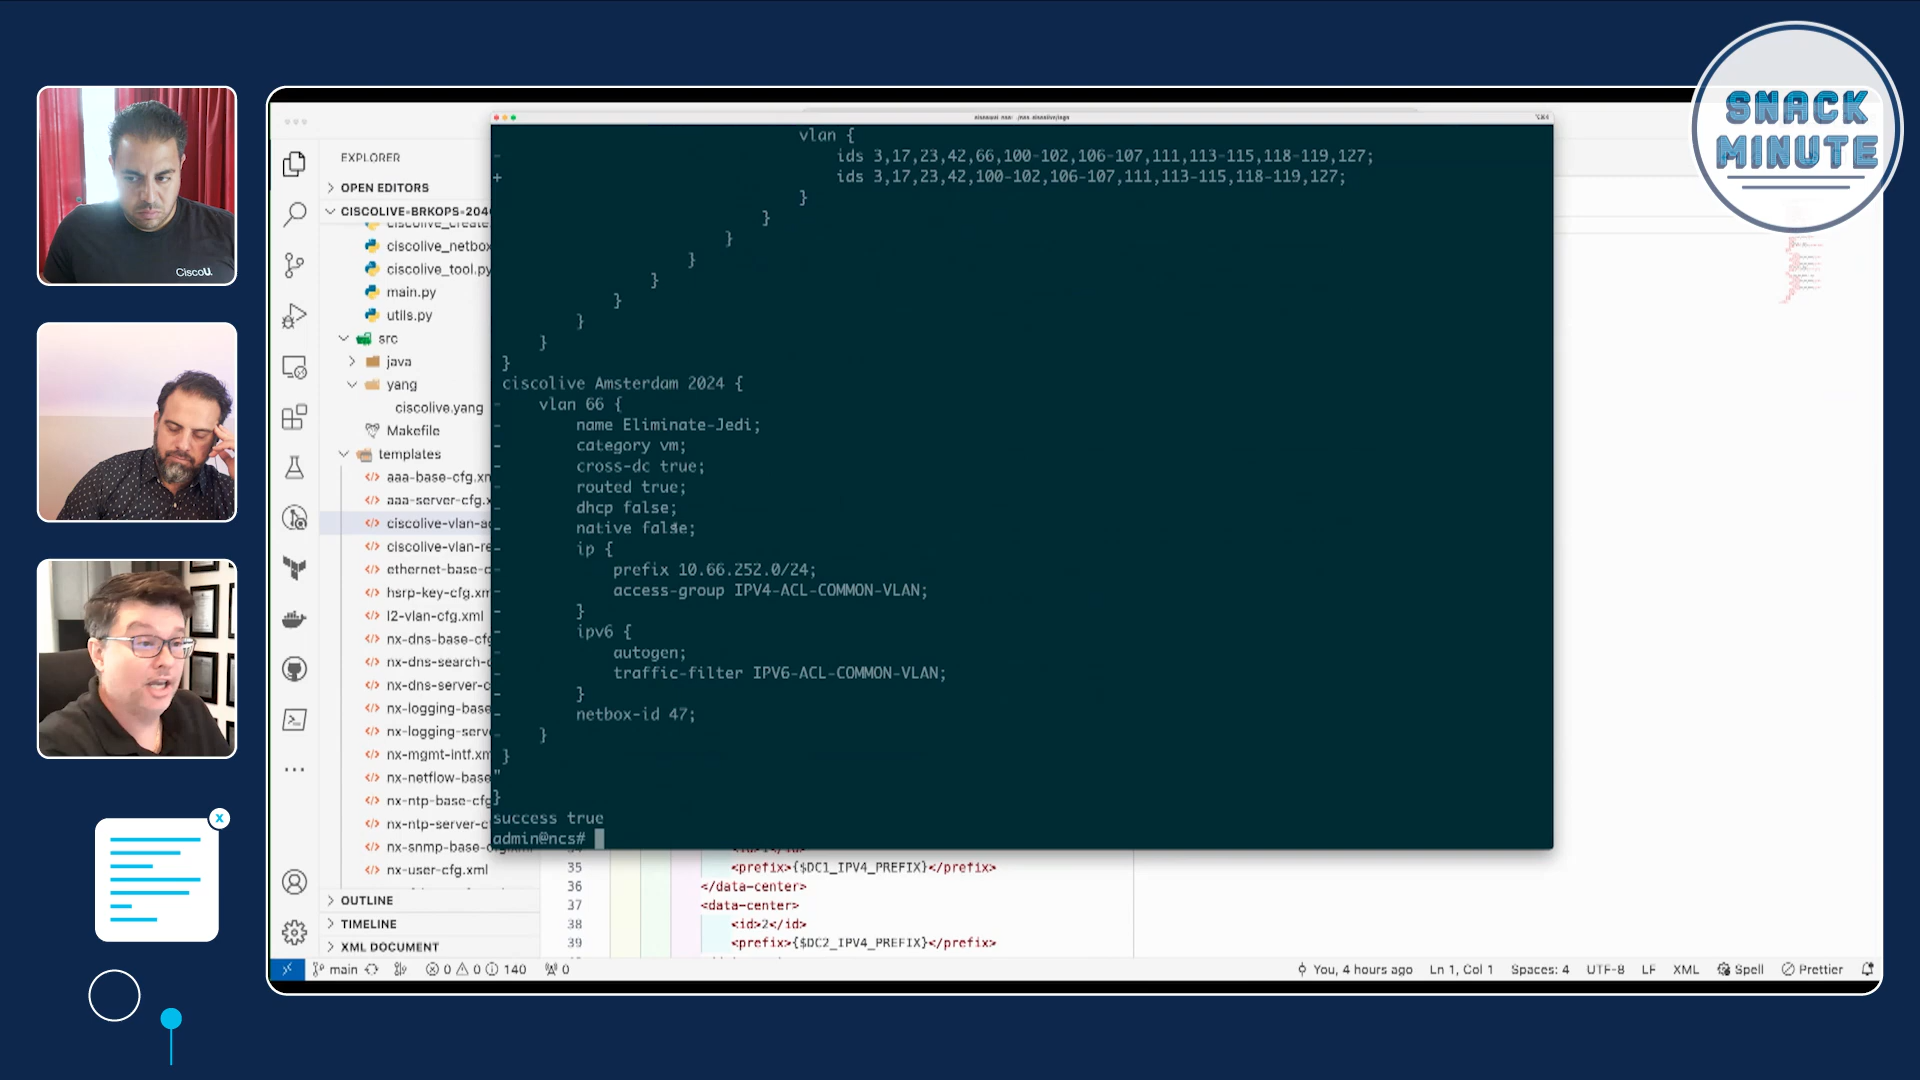 SNACK
MINUTE
CiscoU.
EXPLORER
OPEN EDITORS
CISCOLIVE-BRKOPS-204
ciscolive_create
ciscolive_netbox
ciscolive_tool.py
main.py
utils.py
src
java
yang
ciscolive.yang
Makefile
templates
aaa-base-cfg.xm
aaa-server-cfg.x
ciscolive-vlan-ac
ciscolive-vlan-re
ethernet-base-c
hsrp-key-cfg.xm
l2-vlan-cfg.xml
nx-dns-base-cfg
nx-dns-search-c
nx-dns-server-c
nx-logging-base
nx-logging-serv
nx-mgmt-intf.xm
nx-netflow-base
nx-ntp-base-cfg
nx-ntp-server-c
nx-snmp-base-cfg.xml
nx-user-cfg.xml
OUTLINE
TIMELINE
XML DOCUMENT
vlan {
- ids 3,17,23,42,66,100-102,106-107,111,113-115,118-119,127;
+ ids 3,17,23,42,100-102,106-107,111,113-115,118-119,127;
}
}
}
}
}
}
}
}
}
ciscolive Amsterdam 2024 {
- vlan 66 {
- name Eliminate-Jedi;
- category vm;
- cross-dc true;
- routed true;
- dhcp false;
- native false;
- ip {
- prefix 10.66.252.0/24;
- access-group IPV4-ACL-COMMON-VLAN;
- }
- ipv6 {
- autogen;
- traffic-filter IPV6-ACL-COMMON-VLAN;
- }
- netbox-id 47;
- }
}
"
}
success true
admin@ncs#
35 <prefix>{$DC1_IPV4_PREFIX}</prefix>
36 </data-center>
37 <data-center>
38 <id>2</id>
39 <prefix>{$DC2_IPV4_PREFIX}</prefix>
main
0
0
140
0
You, 4 hours ago
Ln 1, Col 1
Spaces: 4
UTF-8
LF
XML
Spell
Prettier
x